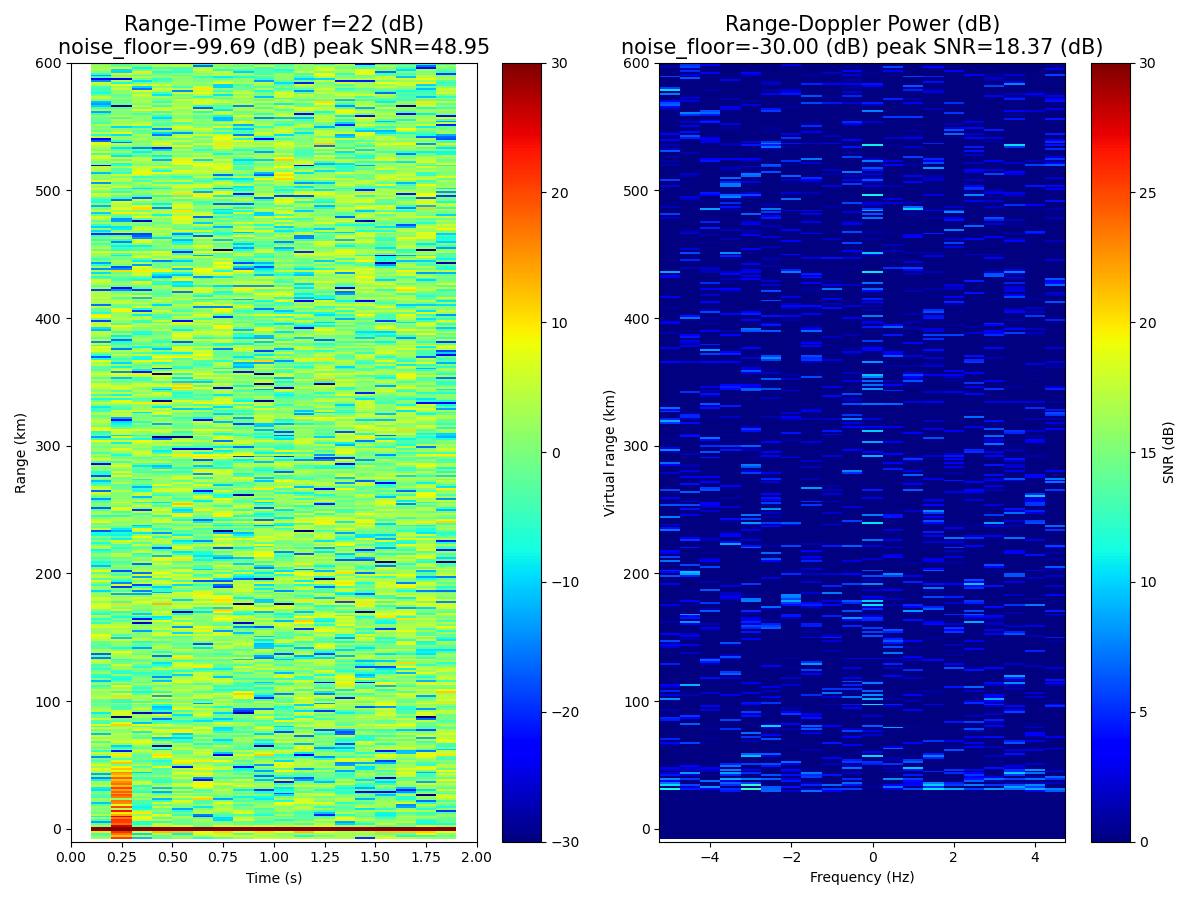 Range-Time Power f=22 (dB)
noise_floor=-99.69 (dB) peak SNR=48.95
600
500
400
300
200
100
0
Range (km)
0.00 0.25 0.50 0.75 1.00 1.25 1.50 1.75 2.00
Time (s)
30
20
10
0
−10
−20
−30
Range-Doppler Power (dB)
noise_floor=-30.00 (dB) peak SNR=18.37 (dB)
600
500
400
300
200
100
0
Virtual range (km)
−4 −2 0 2 4
Frequency (Hz)
30
25
20
15
10
5
0
SNR (dB)